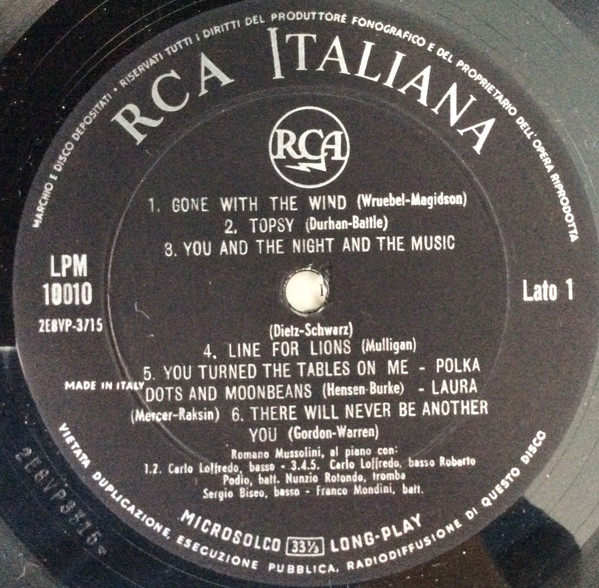 MARCHIO E DISCO DEPOSITATI • RISERVATI TUTTI I DIRITTI DEL PRODUTTORE FONOGRAFICO E DEL PROPRIETARIO DELL'OPERA RIPRODOTTA
RCA ITALIANA
RCA
1. GONE WITH THE WIND (Wruebel-Magidson)
2. TOPSY (Durhan-Battle)
3. YOU AND THE NIGHT AND THE MUSIC
LPM
10010
2E8VP-3715
Lato 1
(Dietz-Schwarz)
4. LINE FOR LIONS (Mulligan)
5. YOU TURNED THE TABLES ON ME - POLKA
MADE IN ITALY
DOTS AND MOONBEANS (Hensen-Burke) - LAURA
(Mercer-Raksin) 6. THERE WILL NEVER BE ANOTHER
YOU (Gordon-Warren)
Romano Mussolini, al piano con:
1.2. Carlo Loffredo, basso - 3.4.5. Carlo Loffredo, basso Roberto
Podio, batt. Nunzio Rotondo, tromba
Sergio Biseo, basso - Franco Mondini, batt.
MICROSOLCO 33⅓ LONG-PLAY
VIETATA DUPLICAZIONE, ESECUZIONE PUBBLICA, RADIODIFFUSIONE DI QUESTO DISCO
2E8VP3715